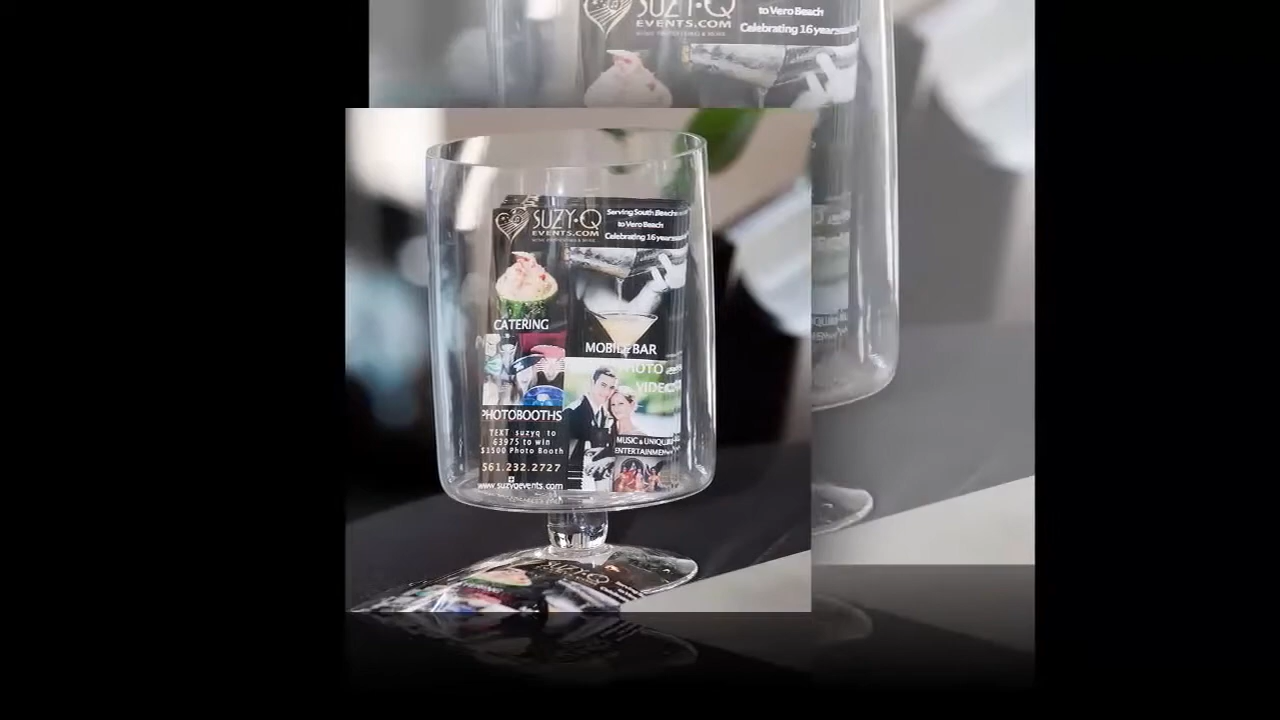 SUZY·Q
EVENTS.COM
to Vero Beach
Celebrating 16 years
SUZY·Q
EVENTS.COM
Serving South Beach
to Vero Beach
Celebrating 16 years
CATERING
MOBILE BAR
PHOTO
VIDEO
PHOTOBOOTHS
TEXT suzyq to
63975 to win
$1500 Photo Booth
MUSIC & UNIQUE
ENTERTAINMENT
561.232.2727
www.suzyqevents.com
SUZY·Q